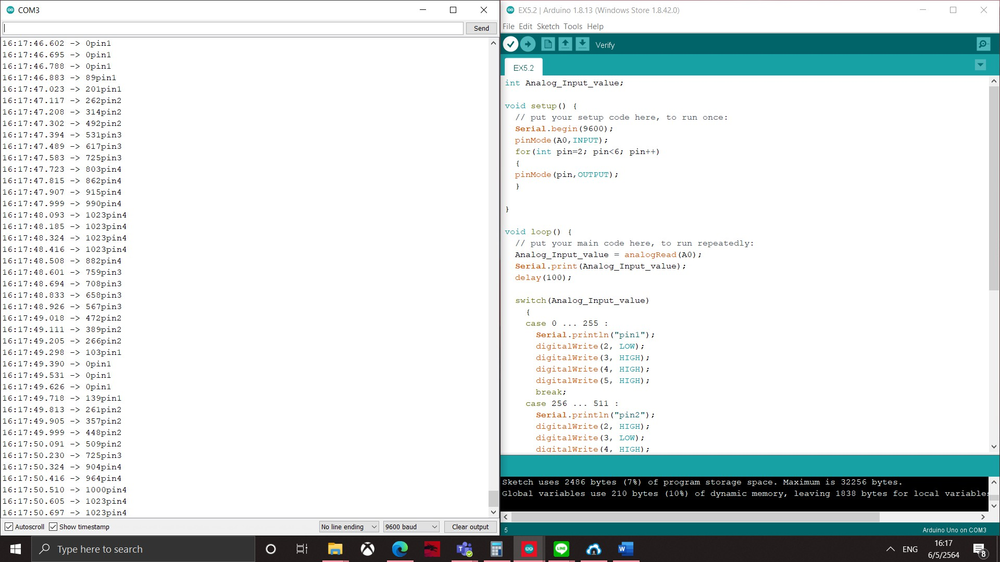 COM3
Send
16:17:46.602 -> 0pin1
16:17:46.695 -> 0pin1
16:17:46.788 -> 0pin1
16:17:46.883 -> 89pin1
16:17:47.023 -> 201pin1
16:17:47.117 -> 262pin2
16:17:47.208 -> 314pin2
16:17:47.302 -> 492pin2
16:17:47.394 -> 531pin3
16:17:47.489 -> 617pin3
16:17:47.583 -> 725pin3
16:17:47.723 -> 803pin4
16:17:47.815 -> 862pin4
16:17:47.907 -> 915pin4
16:17:47.999 -> 990pin4
16:17:48.093 -> 1023pin4
16:17:48.185 -> 1023pin4
16:17:48.324 -> 1023pin4
16:17:48.416 -> 1023pin4
16:17:48.508 -> 882pin4
16:17:48.601 -> 759pin3
16:17:48.694 -> 708pin3
16:17:48.833 -> 658pin3
16:17:48.926 -> 567pin3
16:17:49.018 -> 472pin2
16:17:49.111 -> 389pin2
16:17:49.205 -> 266pin2
16:17:49.298 -> 103pin1
16:17:49.390 -> 0pin1
16:17:49.531 -> 0pin1
16:17:49.626 -> 0pin1
16:17:49.718 -> 139pin1
16:17:49.813 -> 261pin2
16:17:49.905 -> 357pin2
16:17:49.999 -> 448pin2
16:17:50.091 -> 509pin2
16:17:50.230 -> 725pin3
16:17:50.324 -> 904pin4
16:17:50.416 -> 964pin4
16:17:50.510 -> 1000pin4
16:17:50.605 -> 1023pin4
16:17:50.697 -> 1023pin4
Autoscroll Show timestamp No line ending 9600 baud Clear output
EX5.2 | Arduino 1.8.13 (Windows Store 1.8.42.0)
File Edit Sketch Tools Help
Verify
EX5.2
int Analog_Input_value;
void setup() {
// put your setup code here, to run once:
Serial.begin(9600);
pinMode(A0,INPUT);
for(int pin=2; pin<6; pin++)
{
pinMode(pin,OUTPUT);
}
}
void loop() {
// put your main code here, to run repeatedly:
Analog_Input_value = analogRead(A0);
Serial.print(Analog_Input_value);
delay(100);
switch(Analog_Input_value)
{
case 0 ... 255 :
Serial.println("pin1");
digitalWrite(2, LOW);
digitalWrite(3, HIGH);
digitalWrite(4, HIGH);
digitalWrite(5, HIGH);
break;
case 256 ... 511 :
Serial.println("pin2");
digitalWrite(2, HIGH);
digitalWrite(3, LOW);
digitalWrite(4, HIGH);
Sketch uses 2486 bytes (7%) of program storage space. Maximum is 32256 bytes.
Global variables use 210 bytes (10%) of dynamic memory, leaving 1838 bytes for local variables
5
Arduino Uno on COM3
Type here to search
ENG
16:17
6/5/2564
8